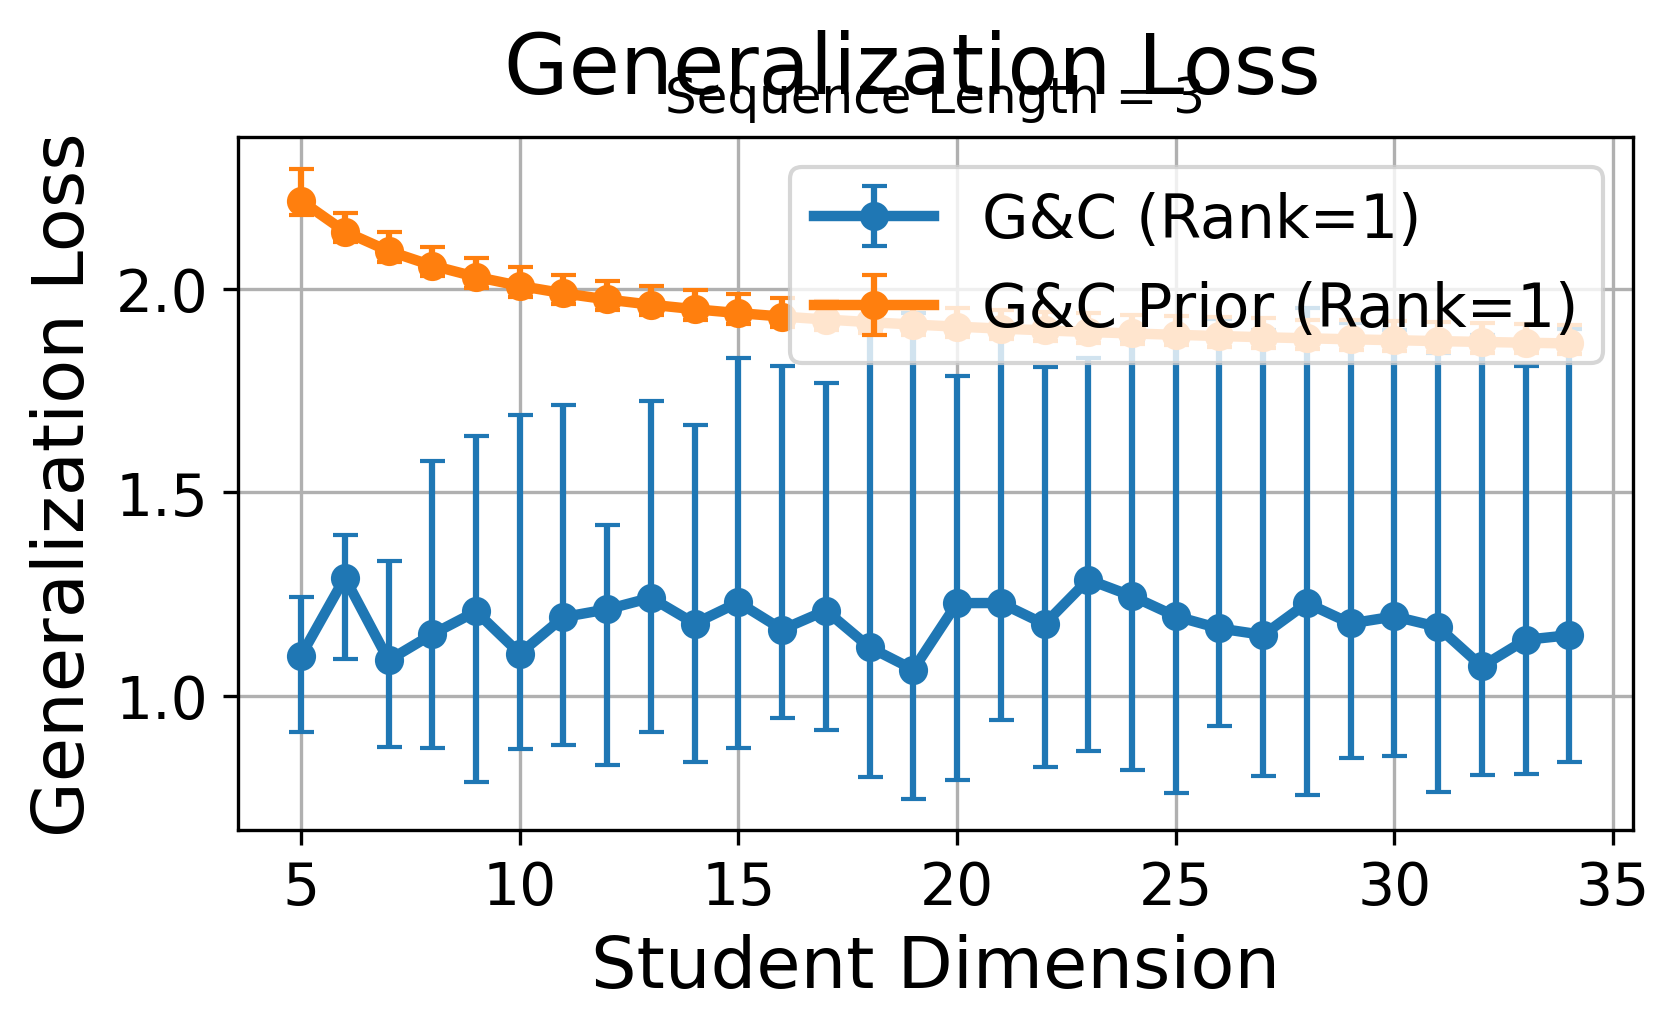 Generalization Loss
Sequence Length = 3
G&C (Rank=1)
G&C Prior (Rank=1)
Generalization Loss
2.0
1.5
1.0
5 10 15 20 25 30 35
Student Dimension